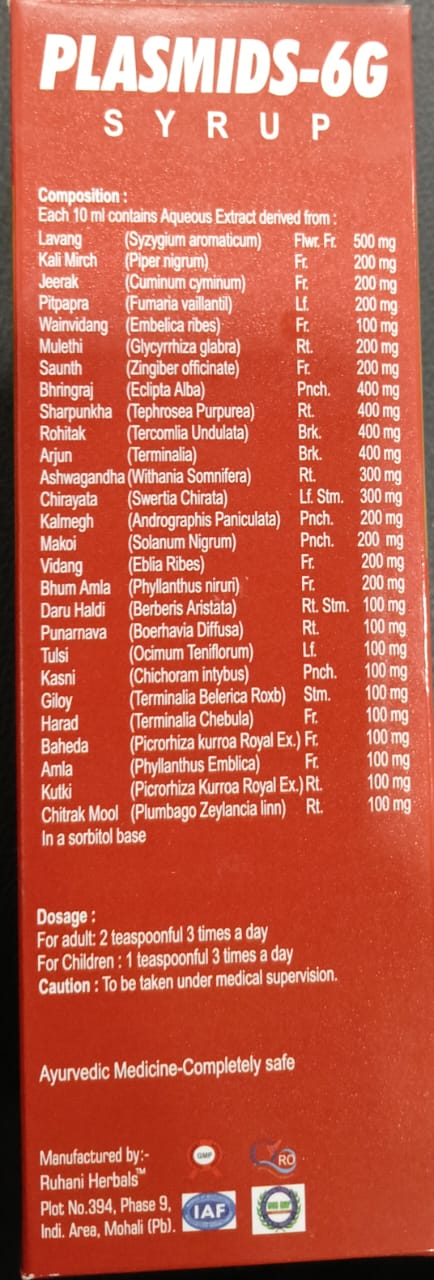 PLASMIDS-6G
SYRUP
Composition :
Each 10 ml contains Aqueous Extract derived from :
Lavang (Syzygium aromaticum) Flwr. Fr. 500 mg
Kali Mirch (Piper nigrum) Fr. 200 mg
Jeerak (Cuminum cyminum) Fr. 200 mg
Pitpapra (Fumaria vaillantil) Lf. 200 mg
Wainvidang (Embelica ribes) Fr. 100 mg
Mulethi (Glycyrrhiza glabra) Rt. 200 mg
Saunth (Zingiber officinate) Fr. 200 mg
Bhringraj (Eclipta Alba) Pnch. 400 mg
Sharpunkha (Tephrosea Purpurea) Rt. 400 mg
Rohitak (Tercomlia Undulata) Brk. 400 mg
Arjun (Terminalia) Brk. 400 mg
Ashwagandha (Withania Somnifera) Rt. 300 mg
Chirayata (Swertia Chirata) Lf. Stm. 300 mg
Kalmegh (Andrographis Paniculata) Pnch. 200 mg
Makoi (Solanum Nigrum) Pnch. 200 mg
Vidang (Eblia Ribes) Fr. 200 mg
Bhum Amla (Phyllanthus niruri) Fr. 200 mg
Daru Haldi (Berberis Aristata) Rt. Stm. 100 mg
Punarnava (Boerhavia Diffusa) Rt. 100 mg
Tulsi (Ocimum Teniflorum) Lf. 100 mg
Kasni (Chichoram intybus) Pnch. 100 mg
Giloy (Terminalia Belerica Roxb) Stm. 100 mg
Harad (Terminalia Chebula) Fr. 100 mg
Baheda (Picrorhiza kurroa Royal Ex.) Fr. 100 mg
Amla (Phyllanthus Emblica) Fr. 100 mg
Kutki (Picrorhiza Kurroa Royal Ex.) Rt. 100 mg
Chitrak Mool (Plumbago Zeylancia linn) Rt. 100 mg
In a sorbitol base
Dosage :
For adult: 2 teaspoonful 3 times a day
For Children : 1 teaspoonful 3 times a day
Caution : To be taken under medical supervision.
Ayurvedic Medicine-Completely safe
Manufactured by:-
Ruhani Herbals™
Plot No.394, Phase 9,
Indi. Area, Mohali (Pb).
GMP
RO
IAF